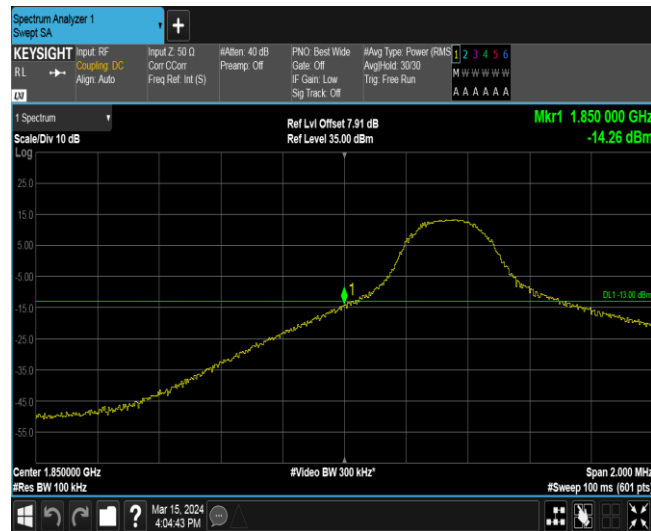 Spectrum Analyzer 1
Swept SA
KEYSIGHT
RL
LXI
Input: RF
Coupling: DC
Align: Auto
Input Z: 50 Ω
Corr CCorr
Freq Ref: Int (S)
#Atten: 40 dB
Preamp: Off
PNO: Best Wide
Gate: Off
IF Gain: Low
Sig Track: Off
#Avg Type: Power (RMS
Avg|Hold: 30/30
Trig: Free Run
1 2 3 4 5 6
M W W W W W
A A A A A A
1 Spectrum
Scale/Div 10 dB
Log
Ref Lvl Offset 7.91 dB
Ref Level 35.00 dBm
Mkr1 1.850 000 GHz
-14.26 dBm
25.0
15.0
5.00
-5.00
-15.0
-25.0
-35.0
-45.0
-55.0
1
DL1 -13.00 dBm
Center 1.850000 GHz
#Res BW 100 kHz
#Video BW 300 kHz*
Span 2.000 MHz
#Sweep 100 ms (601 pts)
?
Mar 15, 2024
4:04:43 PM